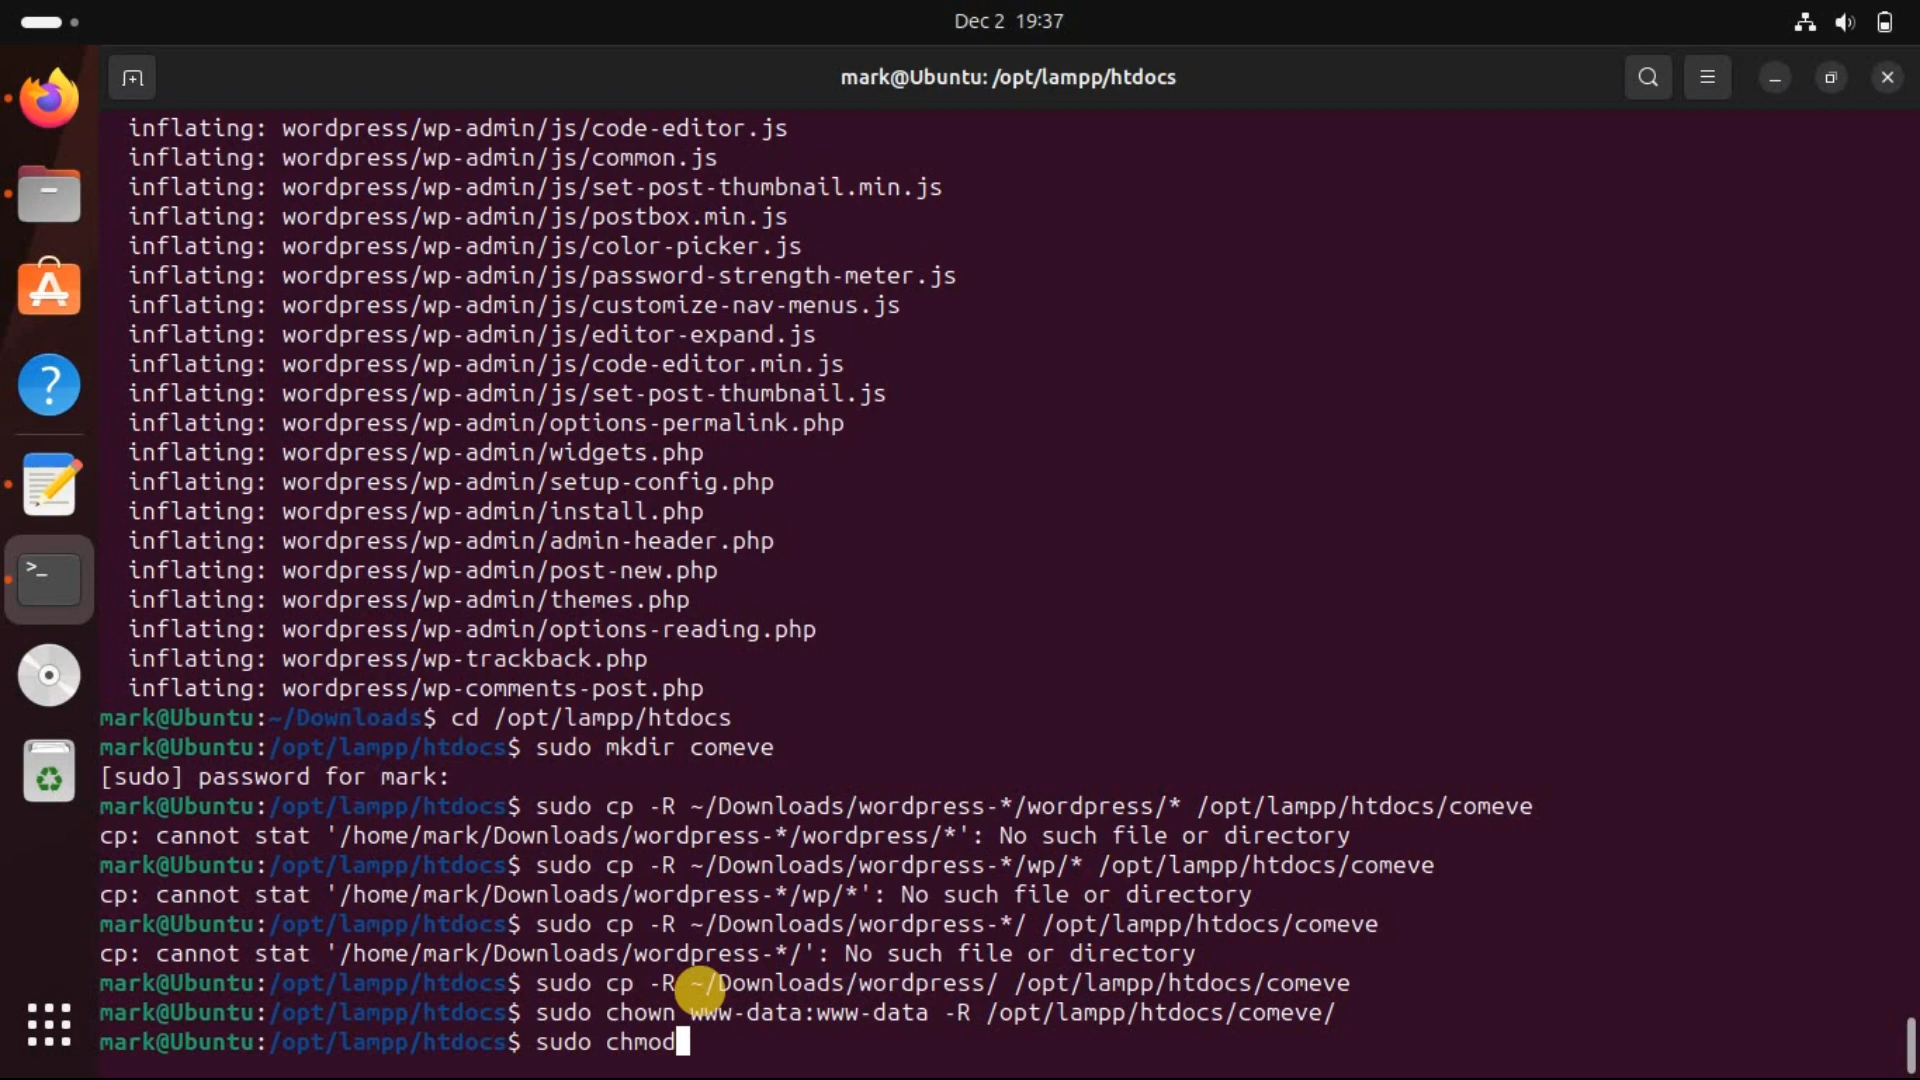 Dec 2 19:37
mark@Ubuntu: /opt/lampp/htdocs
inflating: wordpress/wp-admin/js/code-editor.js
inflating: wordpress/wp-admin/js/common.js
inflating: wordpress/wp-admin/js/set-post-thumbnail.min.js
inflating: wordpress/wp-admin/js/postbox.min.js
inflating: wordpress/wp-admin/js/color-picker.js
inflating: wordpress/wp-admin/js/password-strength-meter.js
inflating: wordpress/wp-admin/js/customize-nav-menus.js
inflating: wordpress/wp-admin/js/editor-expand.js
inflating: wordpress/wp-admin/js/code-editor.min.js
inflating: wordpress/wp-admin/js/set-post-thumbnail.js
inflating: wordpress/wp-admin/options-permalink.php
inflating: wordpress/wp-admin/widgets.php
inflating: wordpress/wp-admin/setup-config.php
inflating: wordpress/wp-admin/install.php
inflating: wordpress/wp-admin/admin-header.php
inflating: wordpress/wp-admin/post-new.php
inflating: wordpress/wp-admin/themes.php
inflating: wordpress/wp-admin/options-reading.php
inflating: wordpress/wp-trackback.php
inflating: wordpress/wp-comments-post.php
mark@Ubuntu:~/Downloads$ cd /opt/lampp/htdocs
mark@Ubuntu:/opt/lampp/htdocs$ sudo mkdir comeve
[sudo] password for mark:
mark@Ubuntu:/opt/lampp/htdocs$ sudo cp -R ~/Downloads/wordpress-*/wordpress/* /opt/lampp/htdocs/comeve
cp: cannot stat '/home/mark/Downloads/wordpress-*/wordpress/*': No such file or directory
mark@Ubuntu:/opt/lampp/htdocs$ sudo cp -R ~/Downloads/wordpress-*/wp/* /opt/lampp/htdocs/comeve
cp: cannot stat '/home/mark/Downloads/wordpress-*/wp/*': No such file or directory
mark@Ubuntu:/opt/lampp/htdocs$ sudo cp -R ~/Downloads/wordpress-*/ /opt/lampp/htdocs/comeve
cp: cannot stat '/home/mark/Downloads/wordpress-*/': No such file or directory
mark@Ubuntu:/opt/lampp/htdocs$ sudo cp -R ~/Downloads/wordpress/ /opt/lampp/htdocs/comeve
mark@Ubuntu:/opt/lampp/htdocs$ sudo chown www-data:www-data -R /opt/lampp/htdocs/comeve/
mark@Ubuntu:/opt/lampp/htdocs$ sudo chmod